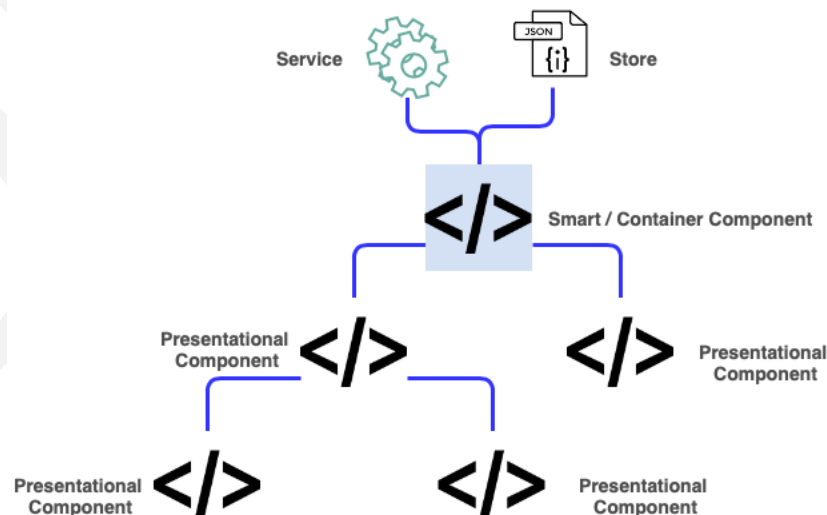 Service
JSON
{i}
Store
</>
Smart / Container Component
Presentational
Component
</>
</>
Presentational
Component
Presentational
Component
</>
</>
Presentational
Component